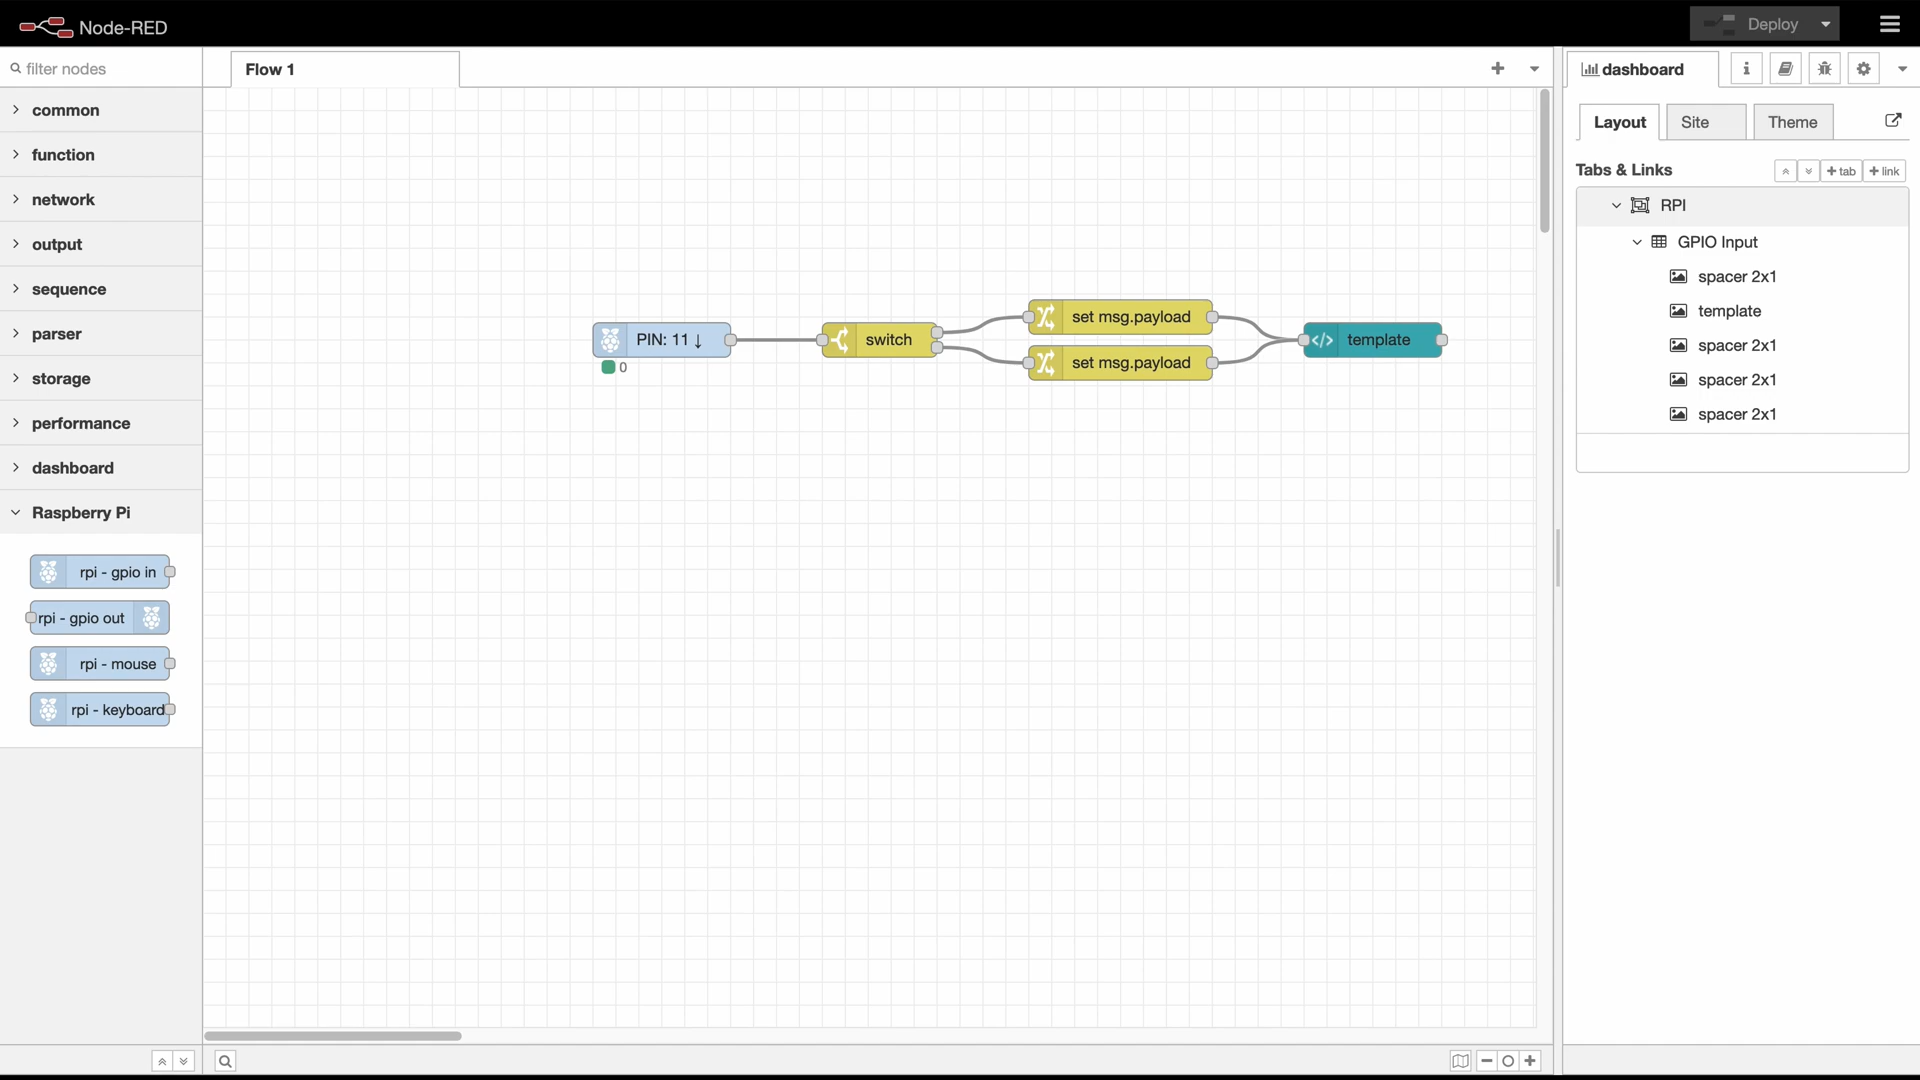 Node-RED
Deploy
filter nodes
Flow 1
dashboard
common
function
network
output
sequence
parser
storage
performance
dashboard
Raspberry Pi
rpi - gpio in
rpi - gpio out
rpi - mouse
rpi - keyboard
PIN: 11 ↓
0
switch
set msg.payload
set msg.payload
template
Layout
Site
Theme
Tabs & Links
+ tab
+ link
RPI
GPIO Input
spacer 2x1
template
spacer 2x1
spacer 2x1
spacer 2x1